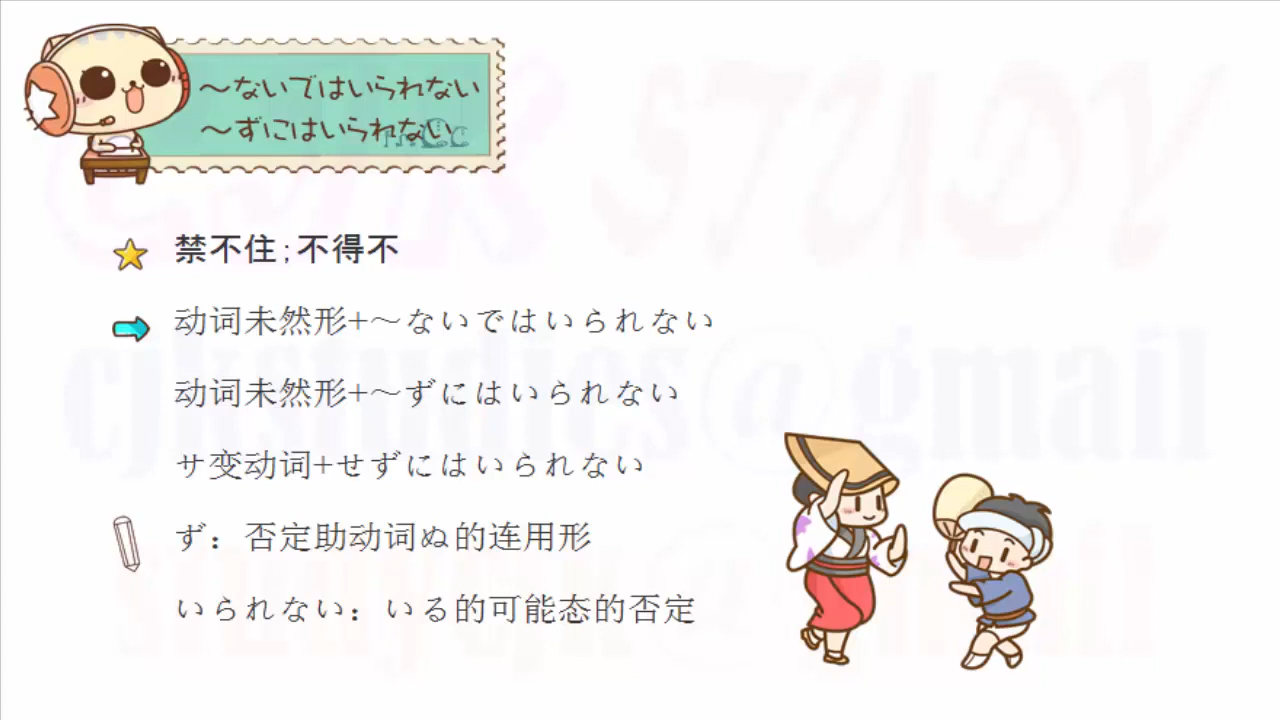 ～ないではいられない
～ずにはいられない
禁不住;不得不
动词未然形+～ないではいられない
动词未然形+～ずにはいられない
サ变动词+せずにはいられない
ず：否定助动词ぬ的连用形
いられない：いる的可能态的否定
CJK STUDY
cjkstudies@gmail